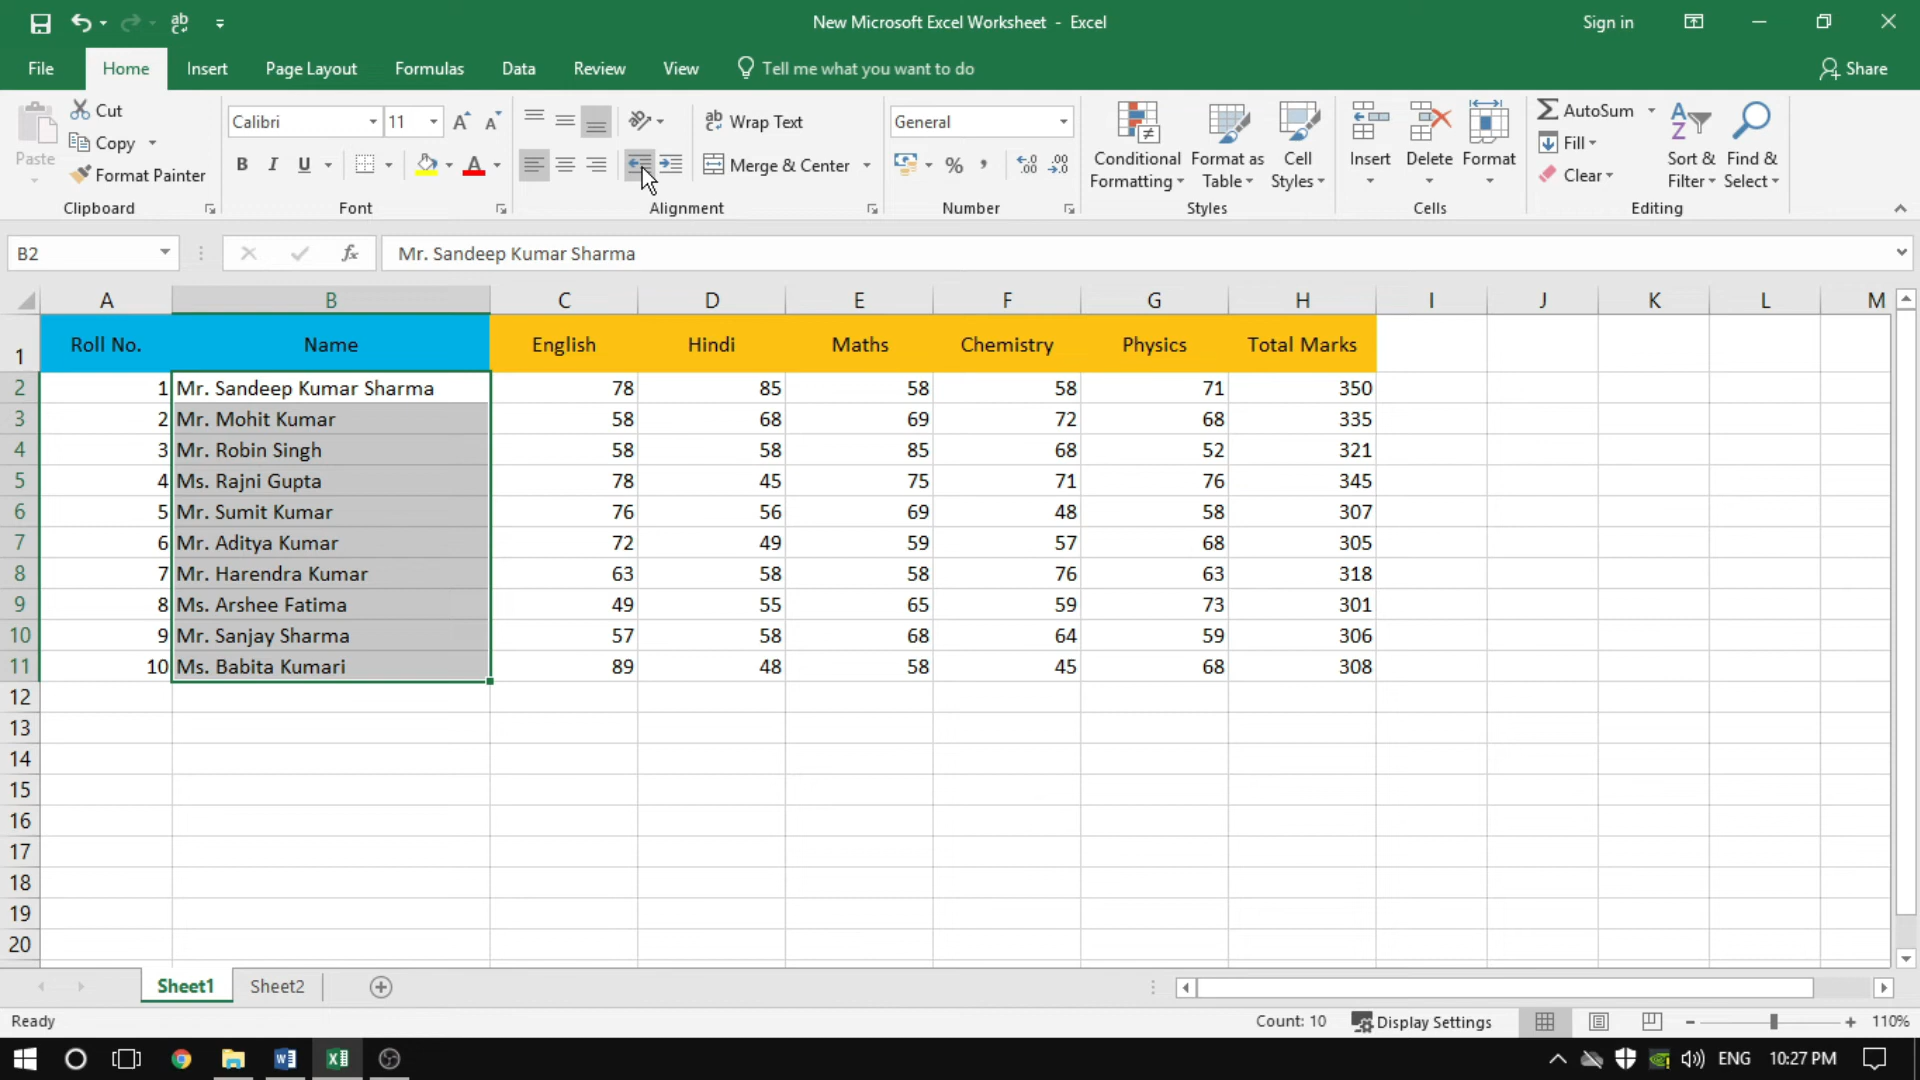 New Microsoft Excel Worksheet - Excel
Sign in
File Home Insert Page Layout Formulas Data Review View Tell me what you want to do Share
Paste
Cut
Copy
Format Painter
Clipboard
Calibri 11
B I U A
Font
Wrap Text
Merge & Center
Alignment
General
% ,
Number
Conditional Formatting
Format as Table
Cell Styles
Styles
Insert Delete Format
Cells
AutoSum
Fill
Clear
Sort & Filter
Find & Select
Editing
B2 fx Mr. Sandeep Kumar Sharma
A B C D E F G H I J K L M
1 Roll No. Name English Hindi Maths Chemistry Physics Total Marks
2 1 Mr. Sandeep Kumar Sharma 78 85 58 58 71 350
3 2 Mr. Mohit Kumar 58 68 69 72 68 335
4 3 Mr. Robin Singh 58 58 85 68 52 321
5 4 Ms. Rajni Gupta 78 45 75 71 76 345
6 5 Mr. Sumit Kumar 76 56 69 48 58 307
7 6 Mr. Aditya Kumar 72 49 59 57 68 305
8 7 Mr. Harendra Kumar 63 58 58 76 63 318
9 8 Ms. Arshee Fatima 49 55 65 59 73 301
10 9 Mr. Sanjay Sharma 57 58 68 64 59 306
11 10 Ms. Babita Kumari 89 48 58 45 68 308
12
13
14
15
16
17
18
19
20
Sheet1 Sheet2
Ready Count: 10 Display Settings 110%
ENG 10:27 PM